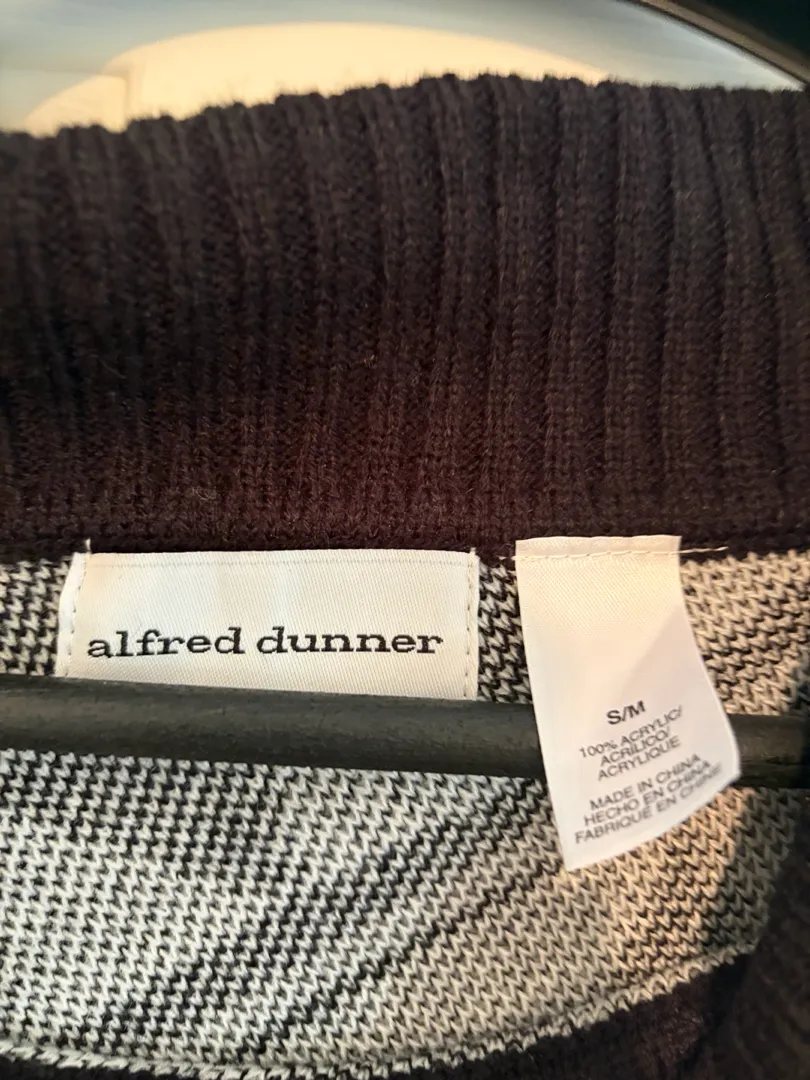 alfred dunner
S/M
100% ACRYLIC/
ACRILICO/
ACRYLIQUE
MADE IN CHINA
HECHO EN CHINA
FABRIQUE EN CHINE